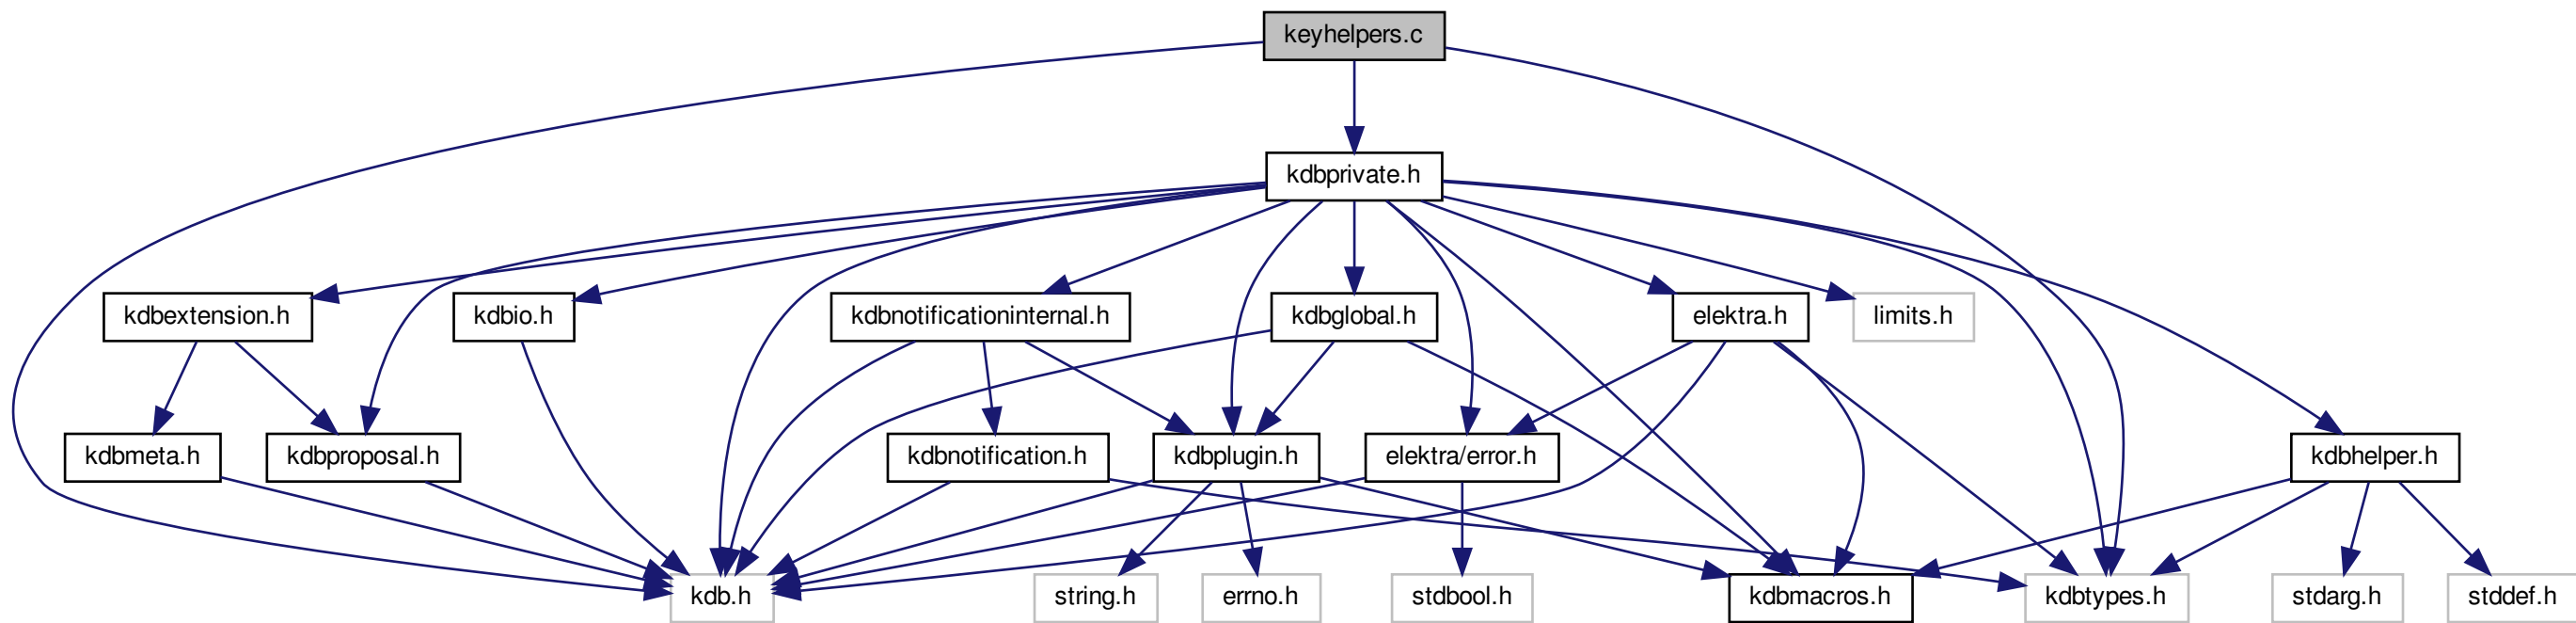 keyhelpers.c
kdbprivate.h
kdbextension.h
kdbio.h
kdbnotificationinternal.h
kdbglobal.h
elektra.h
limits.h
kdbmeta.h
kdbproposal.h
kdbnotification.h
kdbplugin.h
elektra/error.h
kdbhelper.h
kdb.h
string.h
errno.h
stdbool.h
kdbmacros.h
kdbtypes.h
stdarg.h
stddef.h